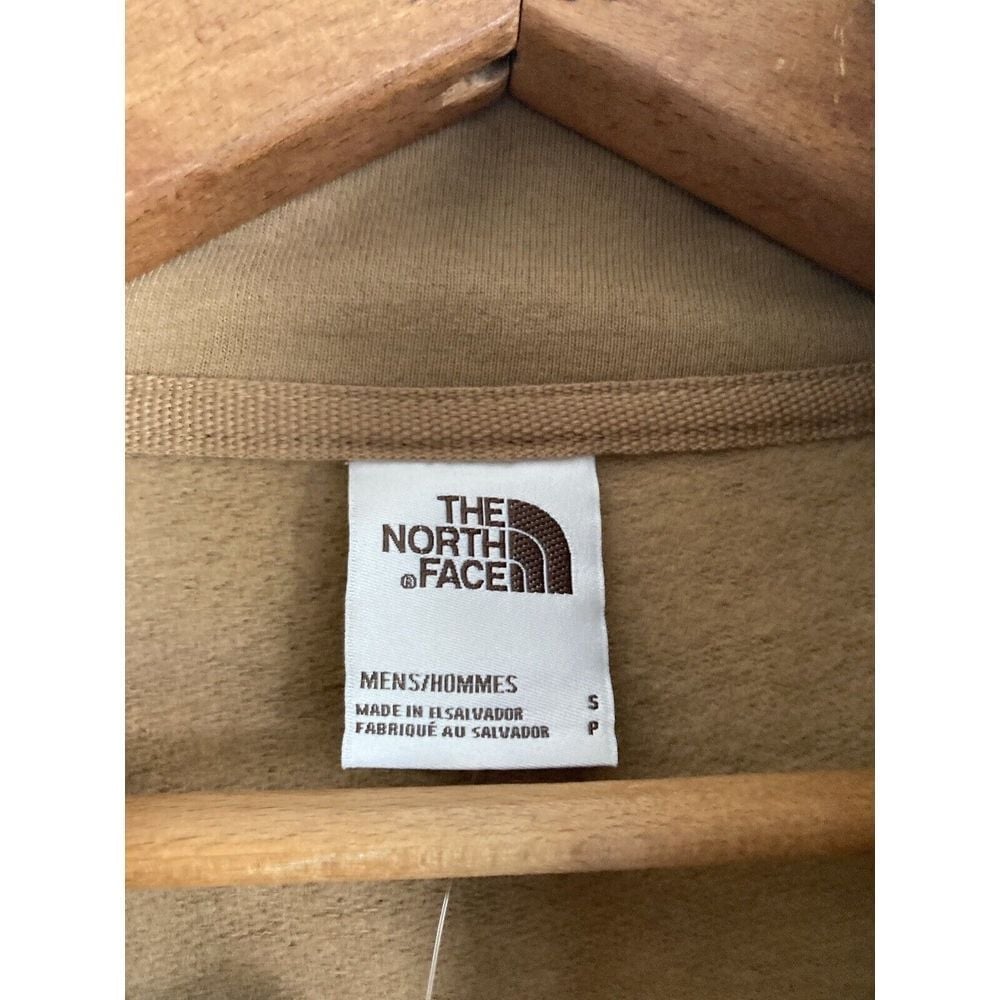 THE
NORTH
®FACE
MENS/HOMMES
MADE IN ELSALVADOR S
FABRIQUÉ AU SALVADOR P